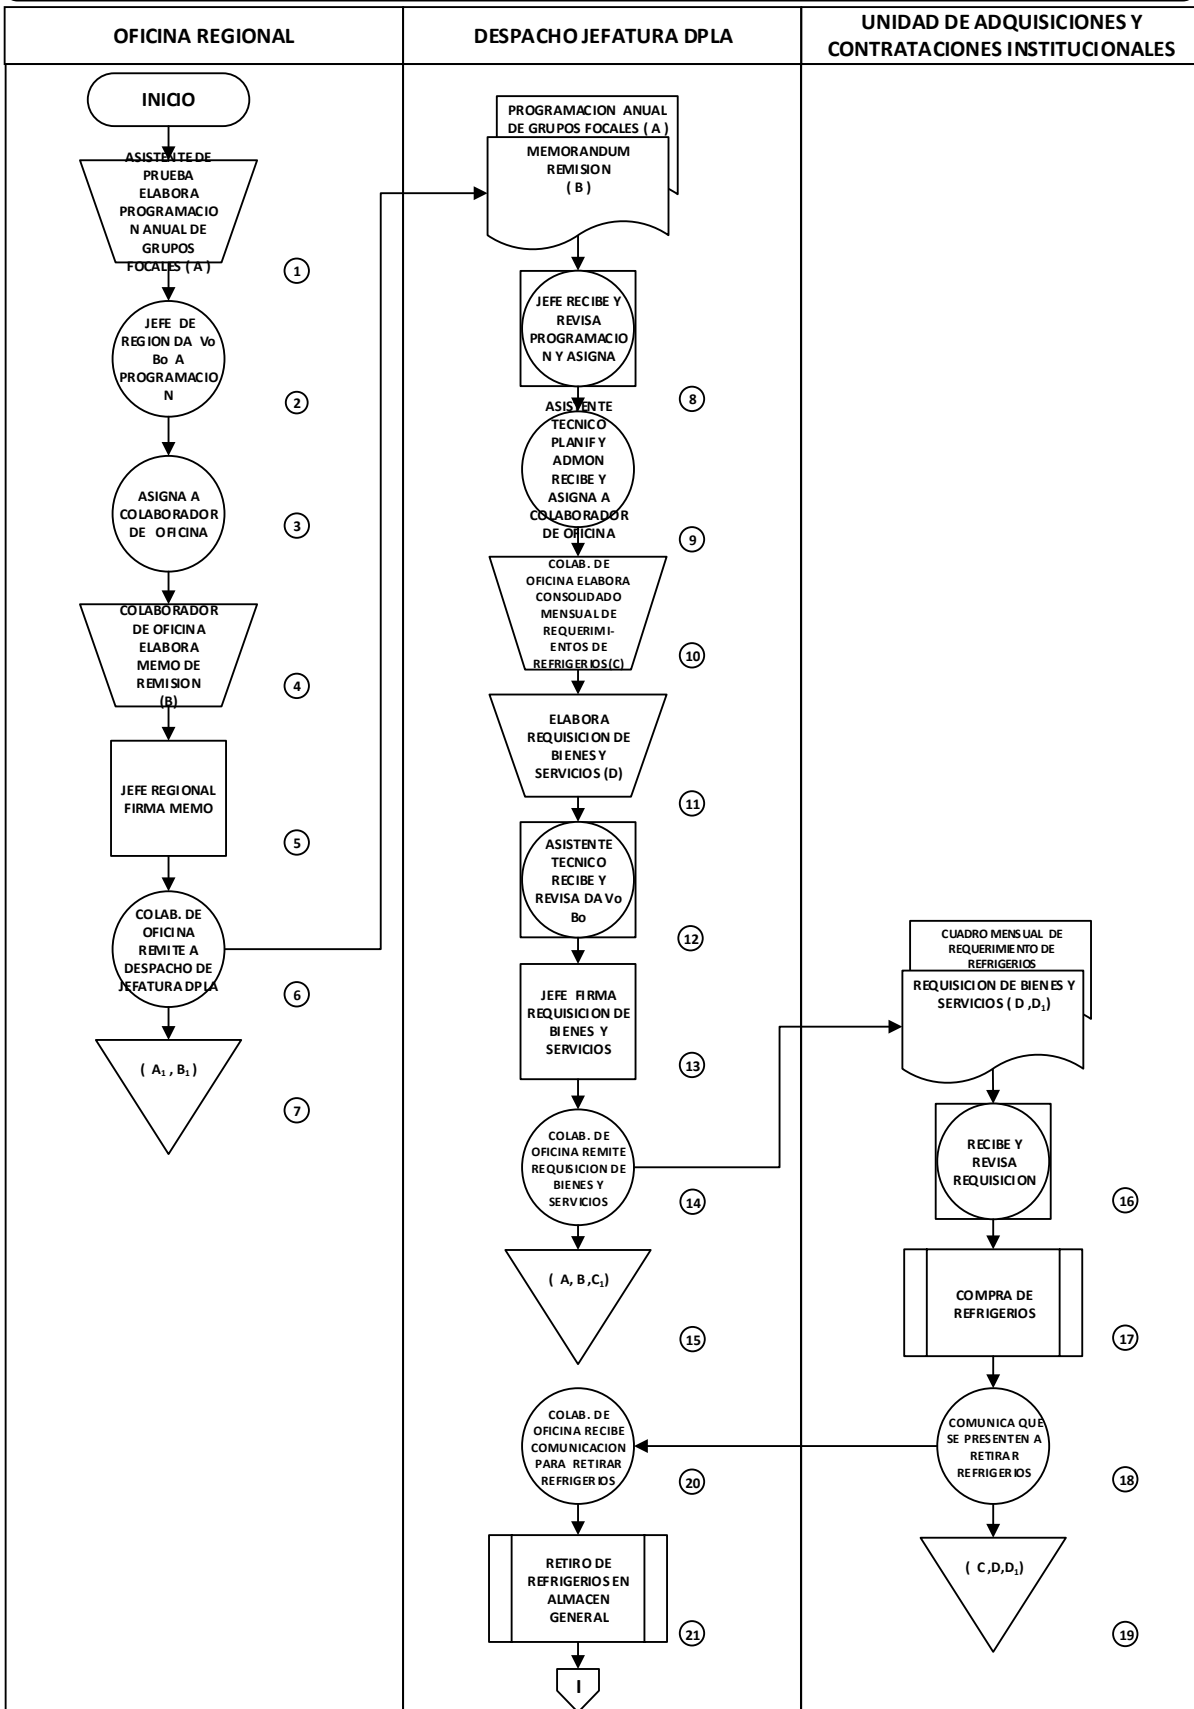 OFICINA REGIONAL
DESPACHO JEFATURA DPLA
UNIDAD DE ADQUISICIONES Y
CONTRATACIONES INSTITUCIONALES
INICIO
ASISTENTE DE
PRUEBA
ELABORA
PROGRAMACIO
N ANUAL DE
GRUPOS
FOCALES ( A )
1
JEFE DE
REGION DA Vo
Bo A
PROGRAMACIO
N
2
ASIGNA A
COLABORADOR
DE OFICINA
3
COLABORADOR
DE OFICINA
ELABORA
MEMO DE
REMISION
(B)
4
JEFE REGIONAL
FIRMA MEMO
5
COLAB. DE
OFICINA
REMITE A
DESPACHO DE
JEFATURA DPLA
6
( A₁ , B₁ )
7
PROGRAMACION ANUAL
DE GRUPOS FOCALES ( A )
MEMORANDUM
REMISION
( B )
JEFE RECIBE Y
REVISA
PROGRAMACIO
N Y ASIGNA
8
ASISTENTE
TECNICO
PLANIF Y
ADMON
RECIBE Y
ASIGNA A
COLABORADOR
DE OFICINA
9
COLAB. DE
OFICINA ELABORA
CONSOLIDADO
MENSUAL DE
REQUERIMI-
ENTOS DE
REFRIGERIOS(C)
10
ELABORA
REQUISICION DE
BIENES Y
SERVICIOS (D)
11
ASISTENTE
TECNICO
RECIBE Y
REVISA DA Vo
Bo
12
JEFE FIRMA
REQUISICION DE
BIENES Y
SERVICIOS
13
COLAB. DE
OFICINA REMITE
REQUISICION DE
BIENES Y
SERVICIOS
14
( A, B ,C₁)
15
COLAB. DE
OFICINA RECIBE
COMUNICACION
PARA RETIRAR
REFRIGERIOS
20
RETIRO DE
REFRIGERIOS EN
ALMACEN
GENERAL
21
I
CUADRO MENSUAL DE
REQUERIMIENTO DE
REFRIGERIOS
REQUISICION DE BIENES Y
SERVICIOS ( D ,D₁)
RECIBE Y
REVISA
REQUISICION
16
COMPRA DE
REFRIGERIOS
17
COMUNICA QUE
SE PRESENTEN A
RETIRAR
REFRIGERIOS
18
( C,D,D₁)
19